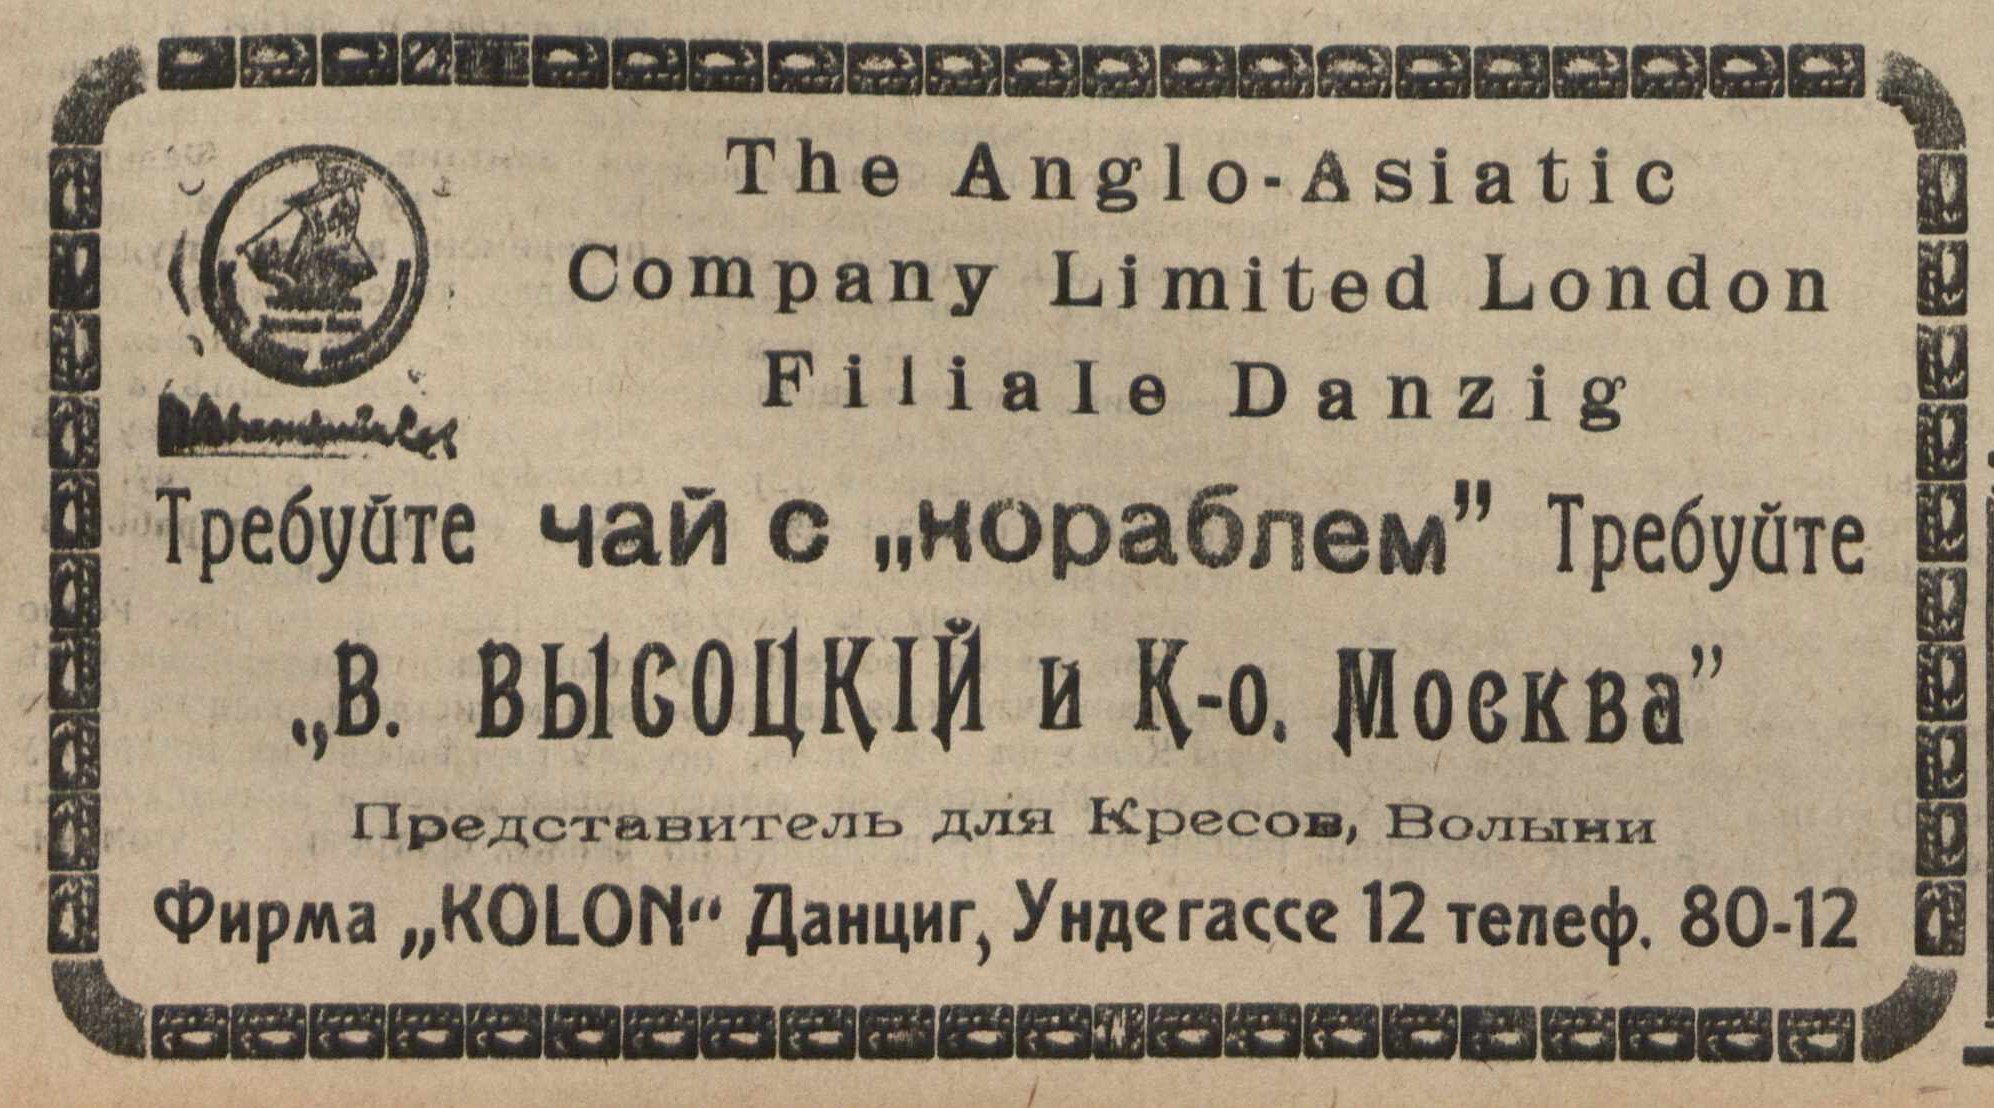 The Anglo-Asiatic
Company Limited London
Filiale Danzig
Требуйте чай с „кораблем” Требуйте
„В. ВЫСОЦКІЙ и К-о. Москва”
Представитель для Кресов, Волыни
Фирма „KOLON“ Данциг, Ундегассе 12 телеф. 80-12